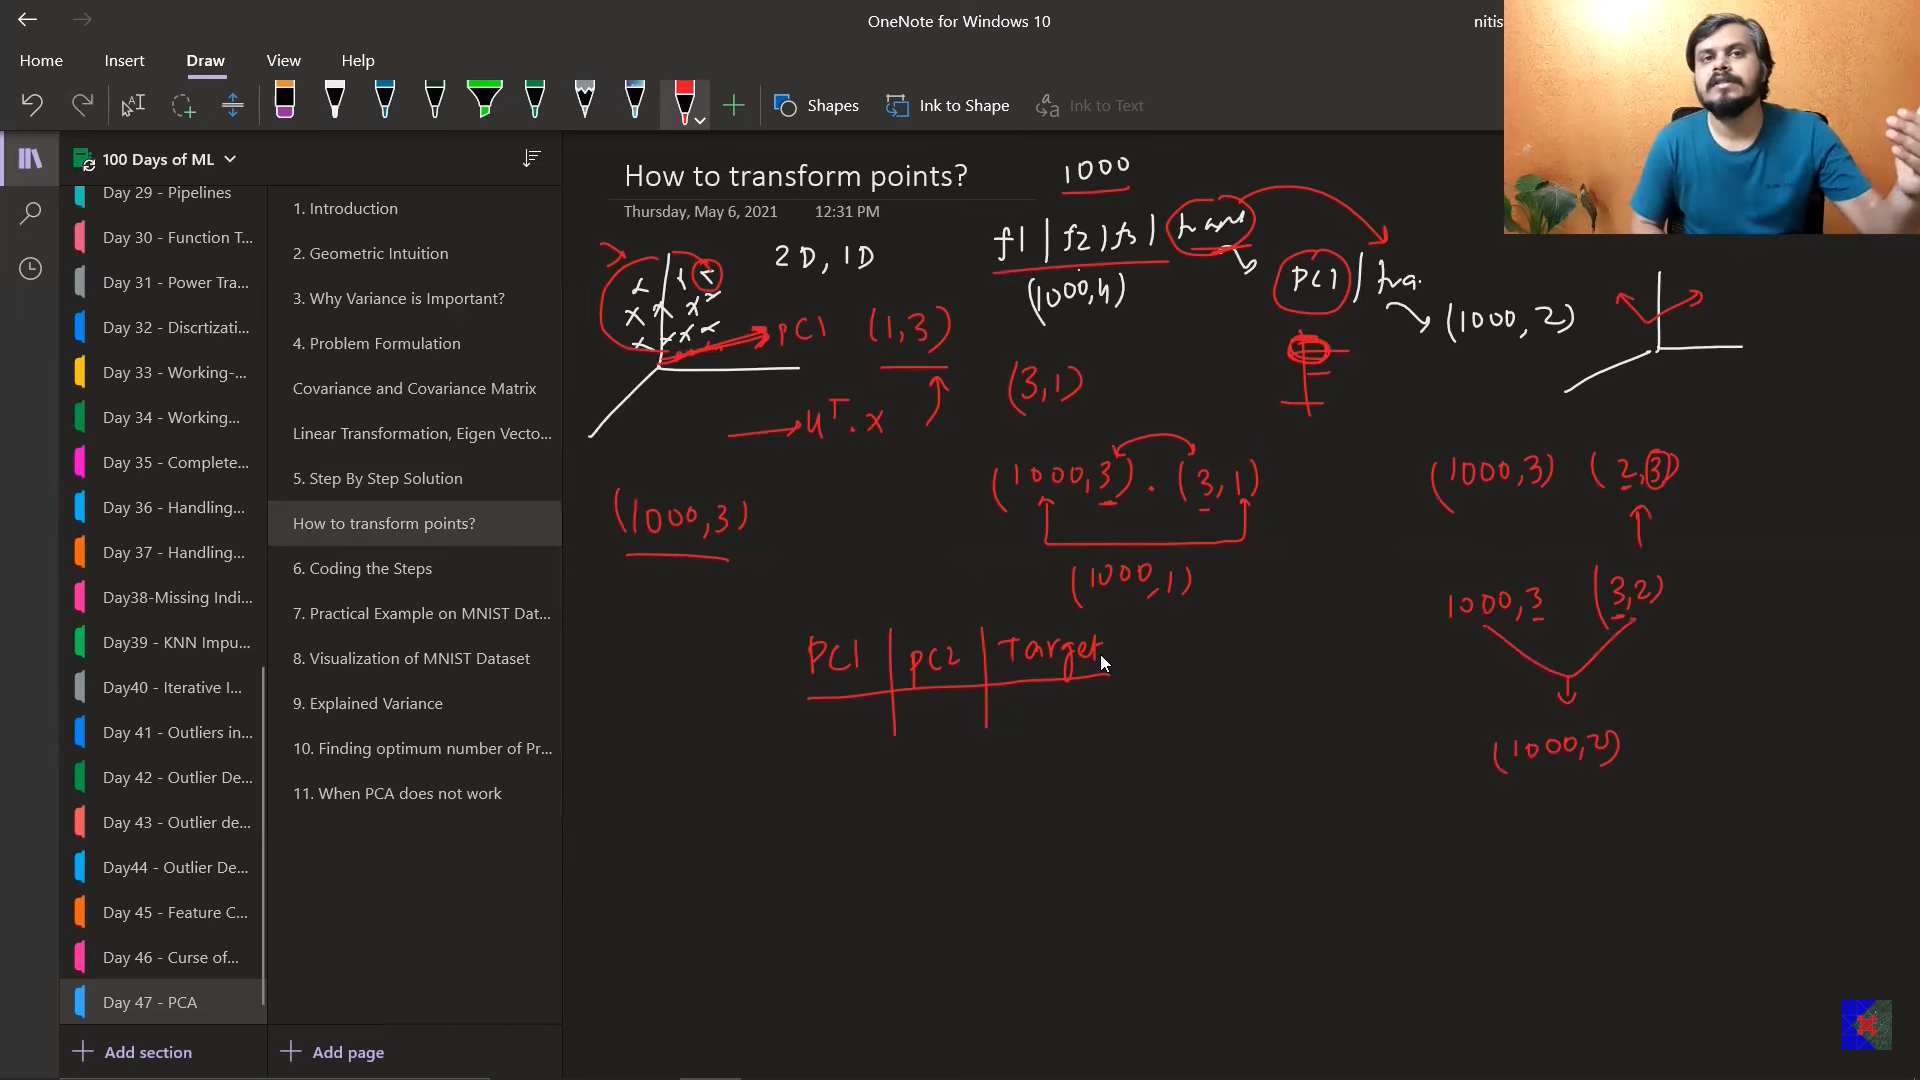 OneNote for Windows 10
nitis
Home
Insert
Draw
View
Help
Shapes
Ink to Shape
Ink to Text
100 Days of ML
Day 29 - Pipelines
Day 30 - Function T...
Day 31 - Power Tra...
Day 32 - Discrtizati...
Day 33 - Working-...
Day 34 - Working...
Day 35 - Complete...
Day 36 - Handling...
Day 37 - Handling...
Day38-Missing Indi...
Day39 - KNN Impu...
Day40 - Iterative I...
Day 41 - Outliers in...
Day 42 - Outlier De...
Day 43 - Outlier de...
Day44 - Outlier De...
Day 45 - Feature C...
Day 46 - Curse of...
Day 47 - PCA
Add section
1. Introduction
2. Geometric Intuition
3. Why Variance is Important?
4. Problem Formulation
Covariance and Covariance Matrix
Linear Transformation, Eigen Vecto...
5. Step By Step Solution
How to transform points?
6. Coding the Steps
7. Practical Example on MNIST Dat...
8. Visualization of MNIST Dataset
9. Explained Variance
10. Finding optimum number of Pr...
11. When PCA does not work
Add page
How to transform points?
Thursday, May 6, 2021 12:31 PM
1000
2D, 1D
f1 | f2 | f3 |
(1000,4)
PC1 | tra.
(1000, 2)
PC1 (1,3)
(3,1)
u^T . x
(1000,3)
(1000,3) . (3,1)
(1000,1)
(1000,3) (2,3)
1000,3 (3,2)
(1000,2)
PC1 | PC2 | Target